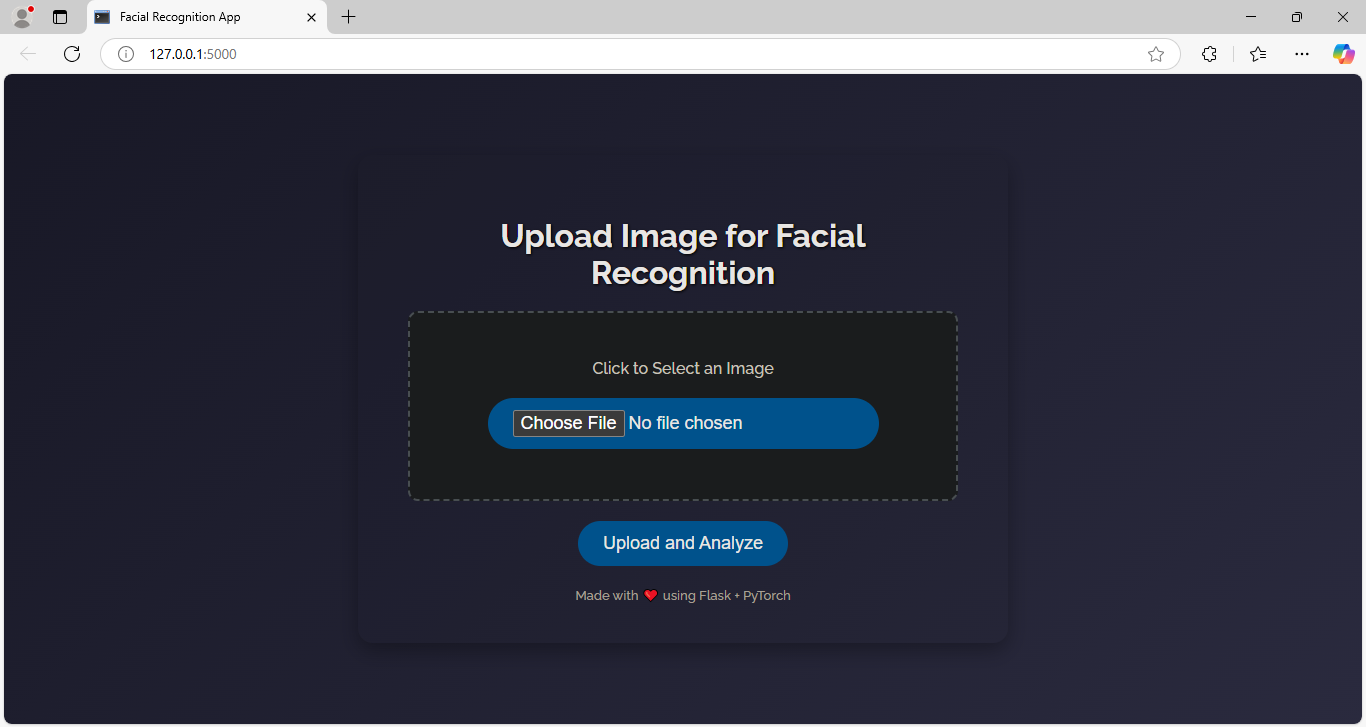 Facial Recognition App
127.0.0.1:5000
Upload Image for Facial
Recognition
Click to Select an Image
Choose File No file chosen
Upload and Analyze
Made with ❤ using Flask + PyTorch